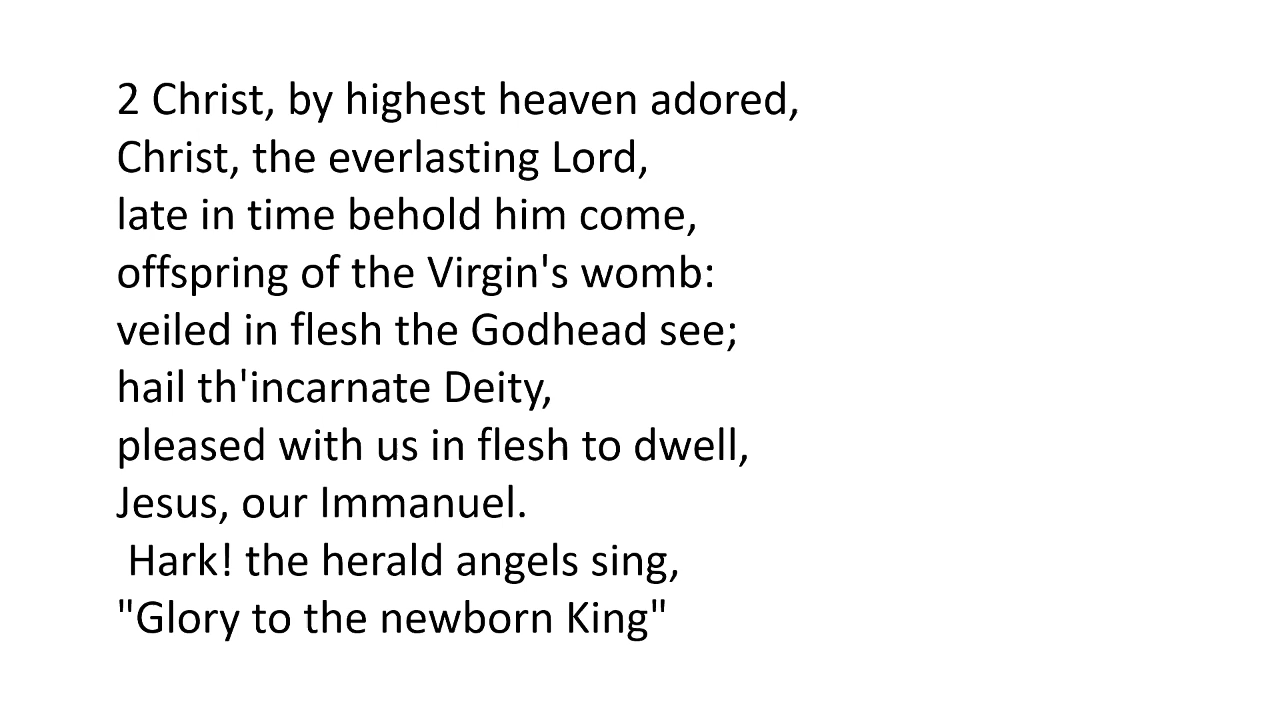 2 Christ, by highest heaven adored,
Christ, the everlasting Lord,
late in time behold him come,
offspring of the Virgin's womb:
veiled in flesh the Godhead see;
hail th'incarnate Deity,
pleased with us in flesh to dwell,
Jesus, our Immanuel.
Hark! the herald angels sing,
"Glory to the newborn King"